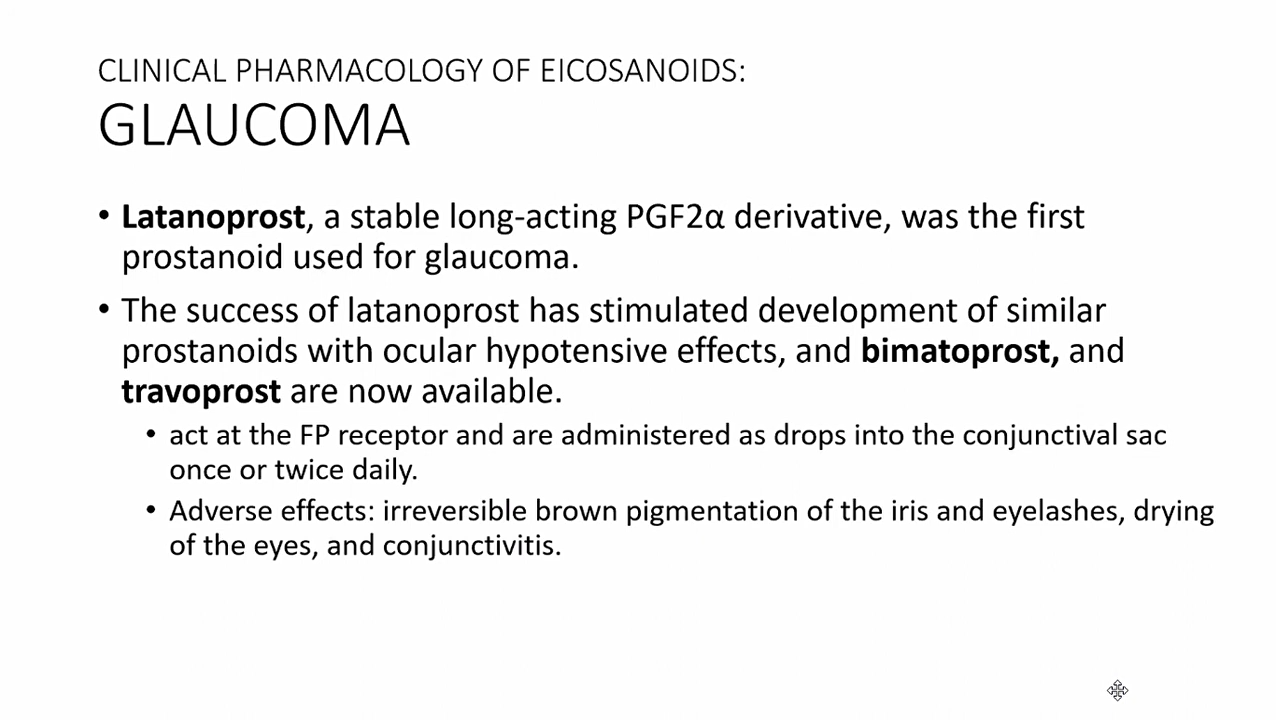 CLINICAL PHARMACOLOGY OF EICOSANOIDS:
GLAUCOMA
• Latanoprost, a stable long-acting PGF2α derivative, was the first
prostanoid used for glaucoma.
• The success of latanoprost has stimulated development of similar
prostanoids with ocular hypotensive effects, and bimatoprost, and
travoprost are now available.
• act at the FP receptor and are administered as drops into the conjunctival sac
once or twice daily.
• Adverse effects: irreversible brown pigmentation of the iris and eyelashes, drying
of the eyes, and conjunctivitis.